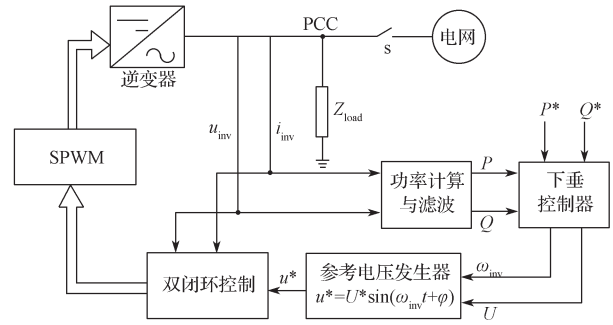 PCC
S
电网
逆变器
Z_load
u_inv
i_inv
P*
Q*
SPWM
功率计算
与滤波
P
Q
下垂
控制器
双闭环控制
u*
参考电压发生器
u*=U*sin(ω_inv t+φ)
ω_inv
U